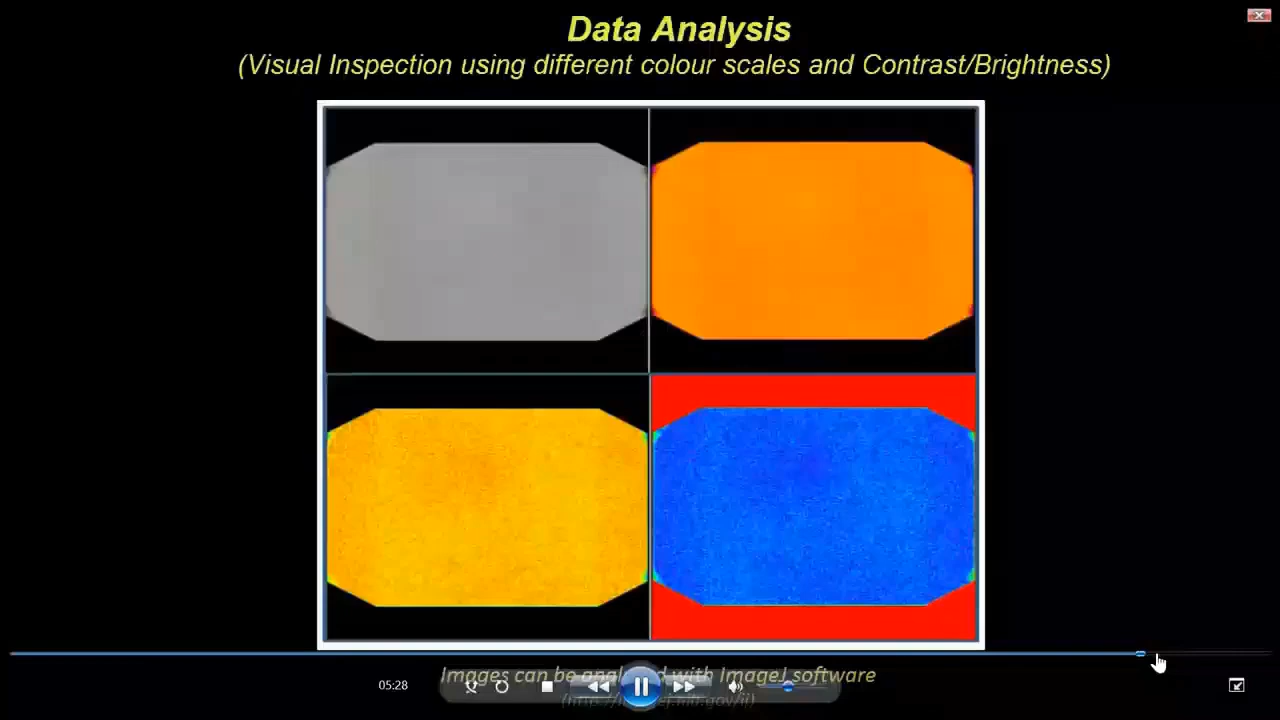 Data Analysis
(Visual Inspection using different colour scales and Contrast/Brightness)
Images can be with ImageJ software
05:28